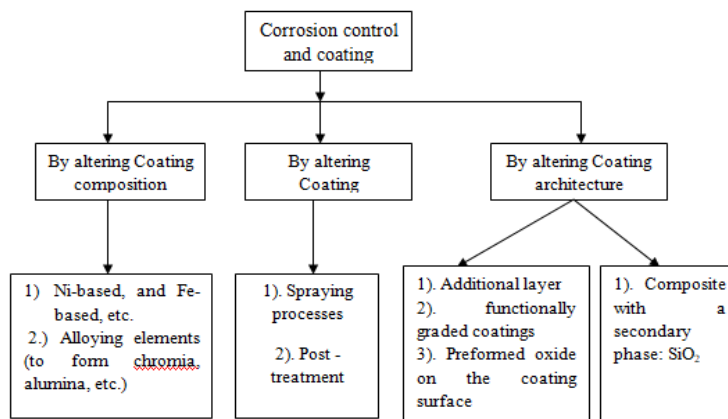 Corrosion control
and coating
By altering Coating
composition
By altering
Coating
By altering Coating
architecture
1) Ni-based, and Fe-
based, etc.
2.) Alloying elements
(to form chromia,
alumina, etc.)
1). Spraying
processes
2). Post -
treatment
1). Additional layer
2). functionally
graded coatings
3). Preformed oxide
on the coating
surface
1). Composite
with a
secondary
phase: SiO₂